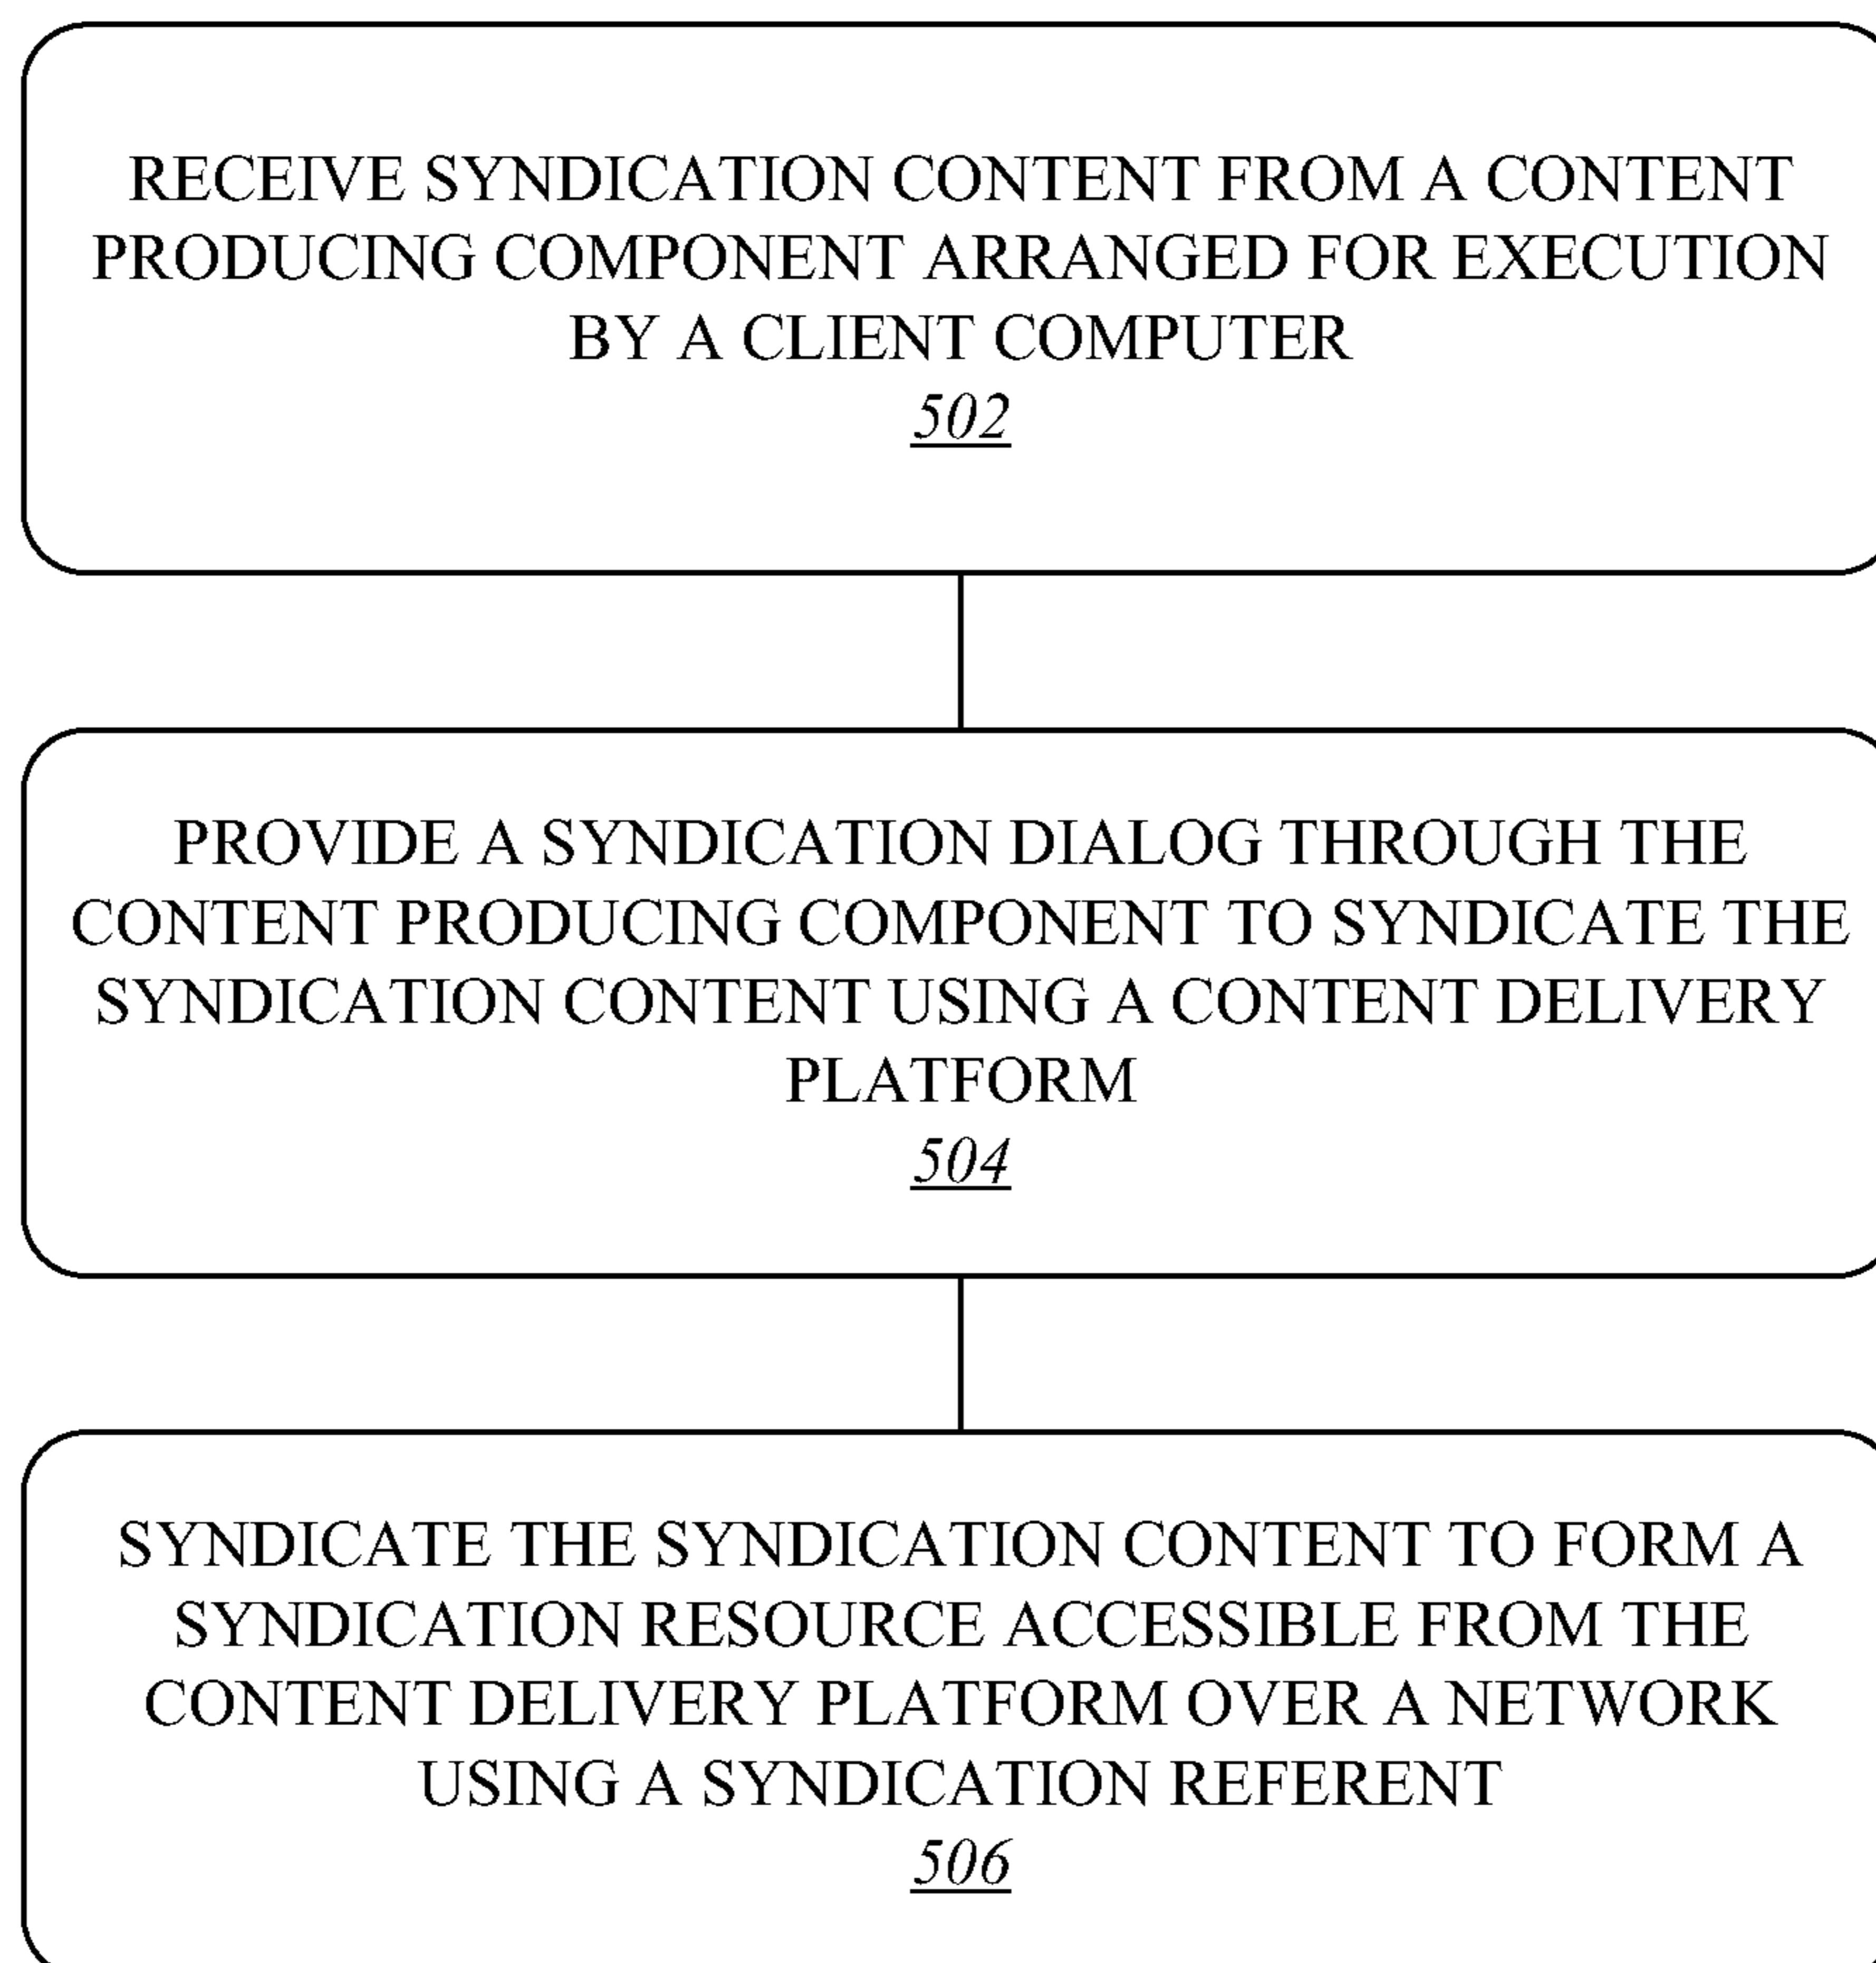 RECEIVE SYNDICATION CONTENT FROM A CONTENT
PRODUCING COMPONENT ARRANGED FOR EXECUTION
BY A CLIENT COMPUTER
502
PROVIDE A SYNDICATION DIALOG THROUGH THE
CONTENT PRODUCING COMPONENT TO SYNDICATE THE
SYNDICATION CONTENT USING A CONTENT DELIVERY
PLATFORM
504
SYNDICATE THE SYNDICATION CONTENT TO FORM A
SYNDICATION RESOURCE ACCESSIBLE FROM THE
CONTENT DELIVERY PLATFORM OVER A NETWORK
USING A SYNDICATION REFERENT
506